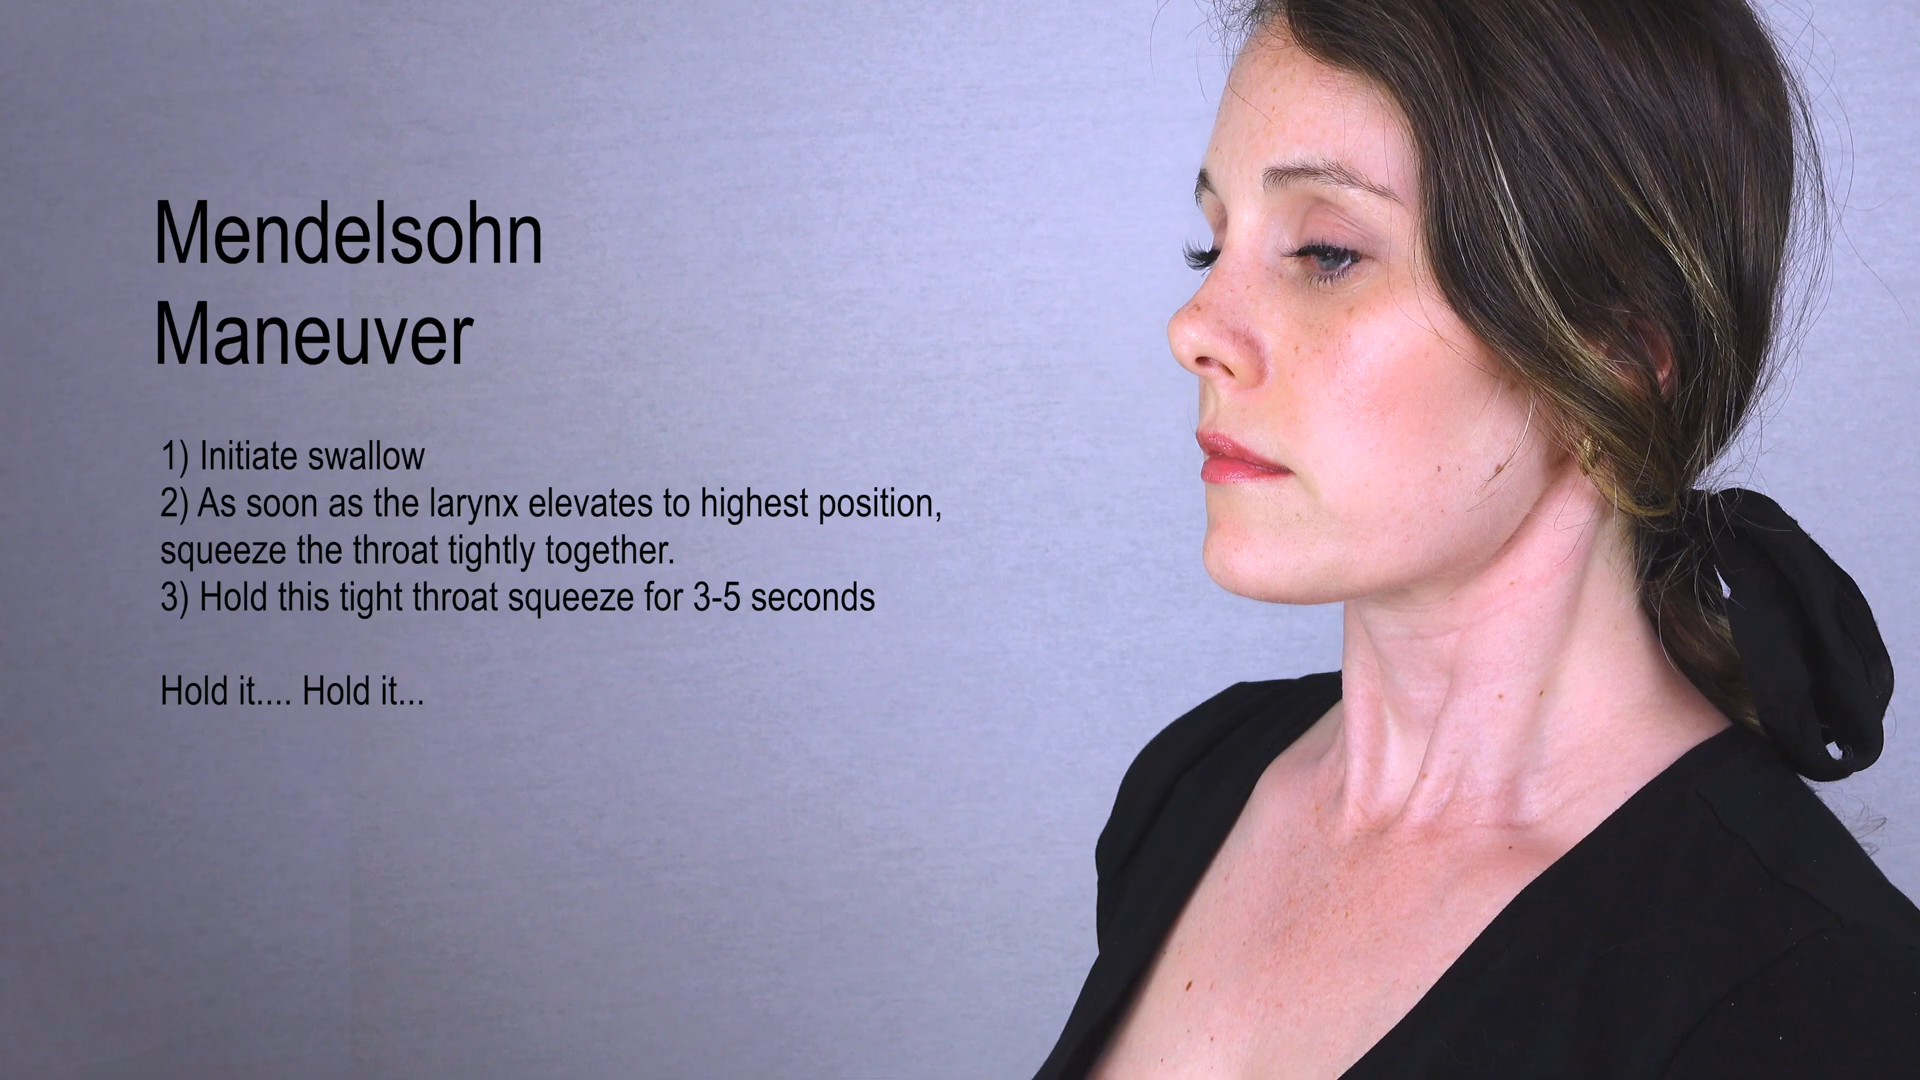 Mendelsohn
Maneuver
1) Initiate swallow
2) As soon as the larynx elevates to highest position,
squeeze the throat tightly together.
3) Hold this tight throat squeeze for 3-5 seconds
Hold it.... Hold it...